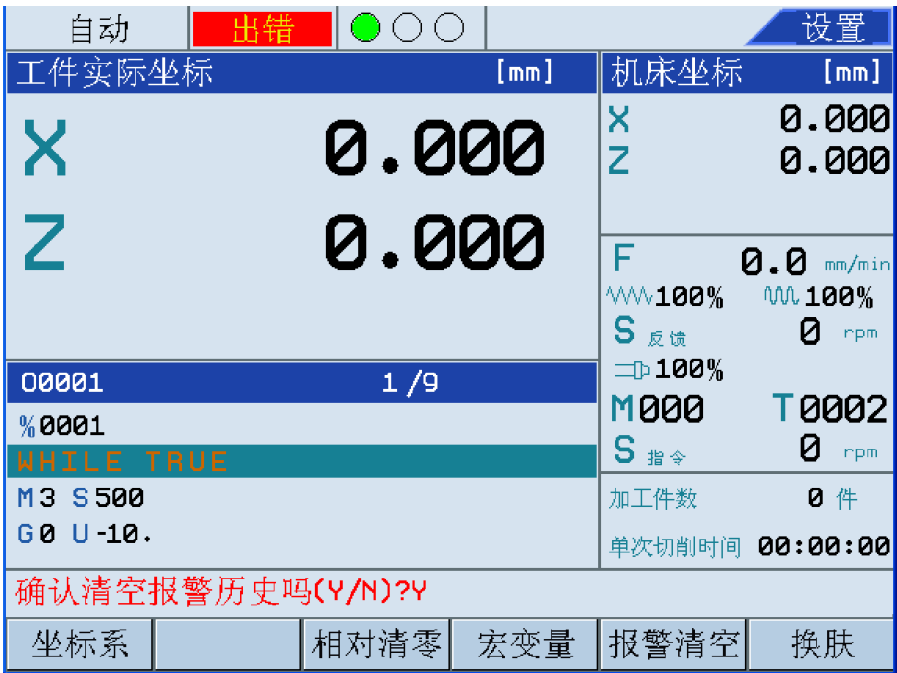 自动 出错 设置
工件实际坐标 [mm] 机床坐标 [mm]
X 0.000
Z 0.000
X 0.000
Z 0.000
F 0.0 mm/min
100% 100%
S 反馈 0 rpm
100%
M000 T0002
S 指令 0 rpm
O0001 1/9
%0001
WHILE TRUE
M3 S500
G0 U-10.
加工件数 0 件
单次切削时间 00:00:00
确认清空报警历史吗(Y/N)?Y
坐标系 相对清零 宏变量 报警清空 换肤